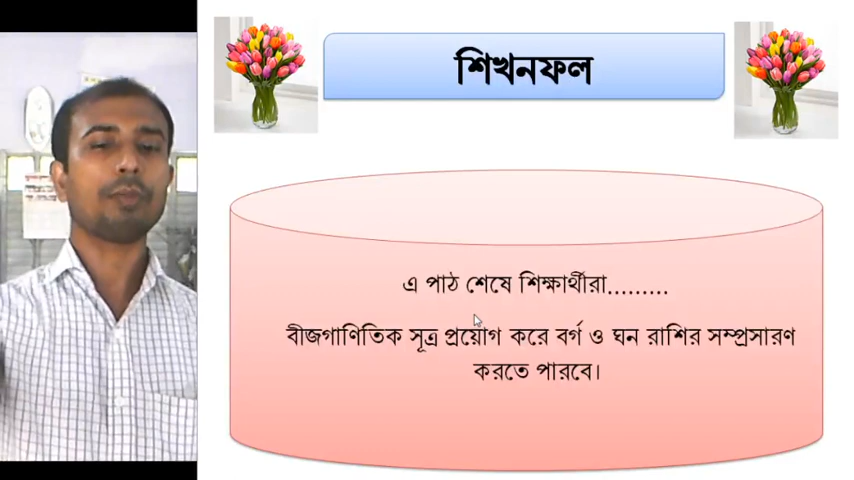 শিখনফল
এ পাঠ শেষে শিক্ষার্থীরা.........
বীজগাণিতিক সূত্র প্রয়োগ করে বর্গ ও ঘন রাশির সম্প্রসারণ
করতে পারবে।